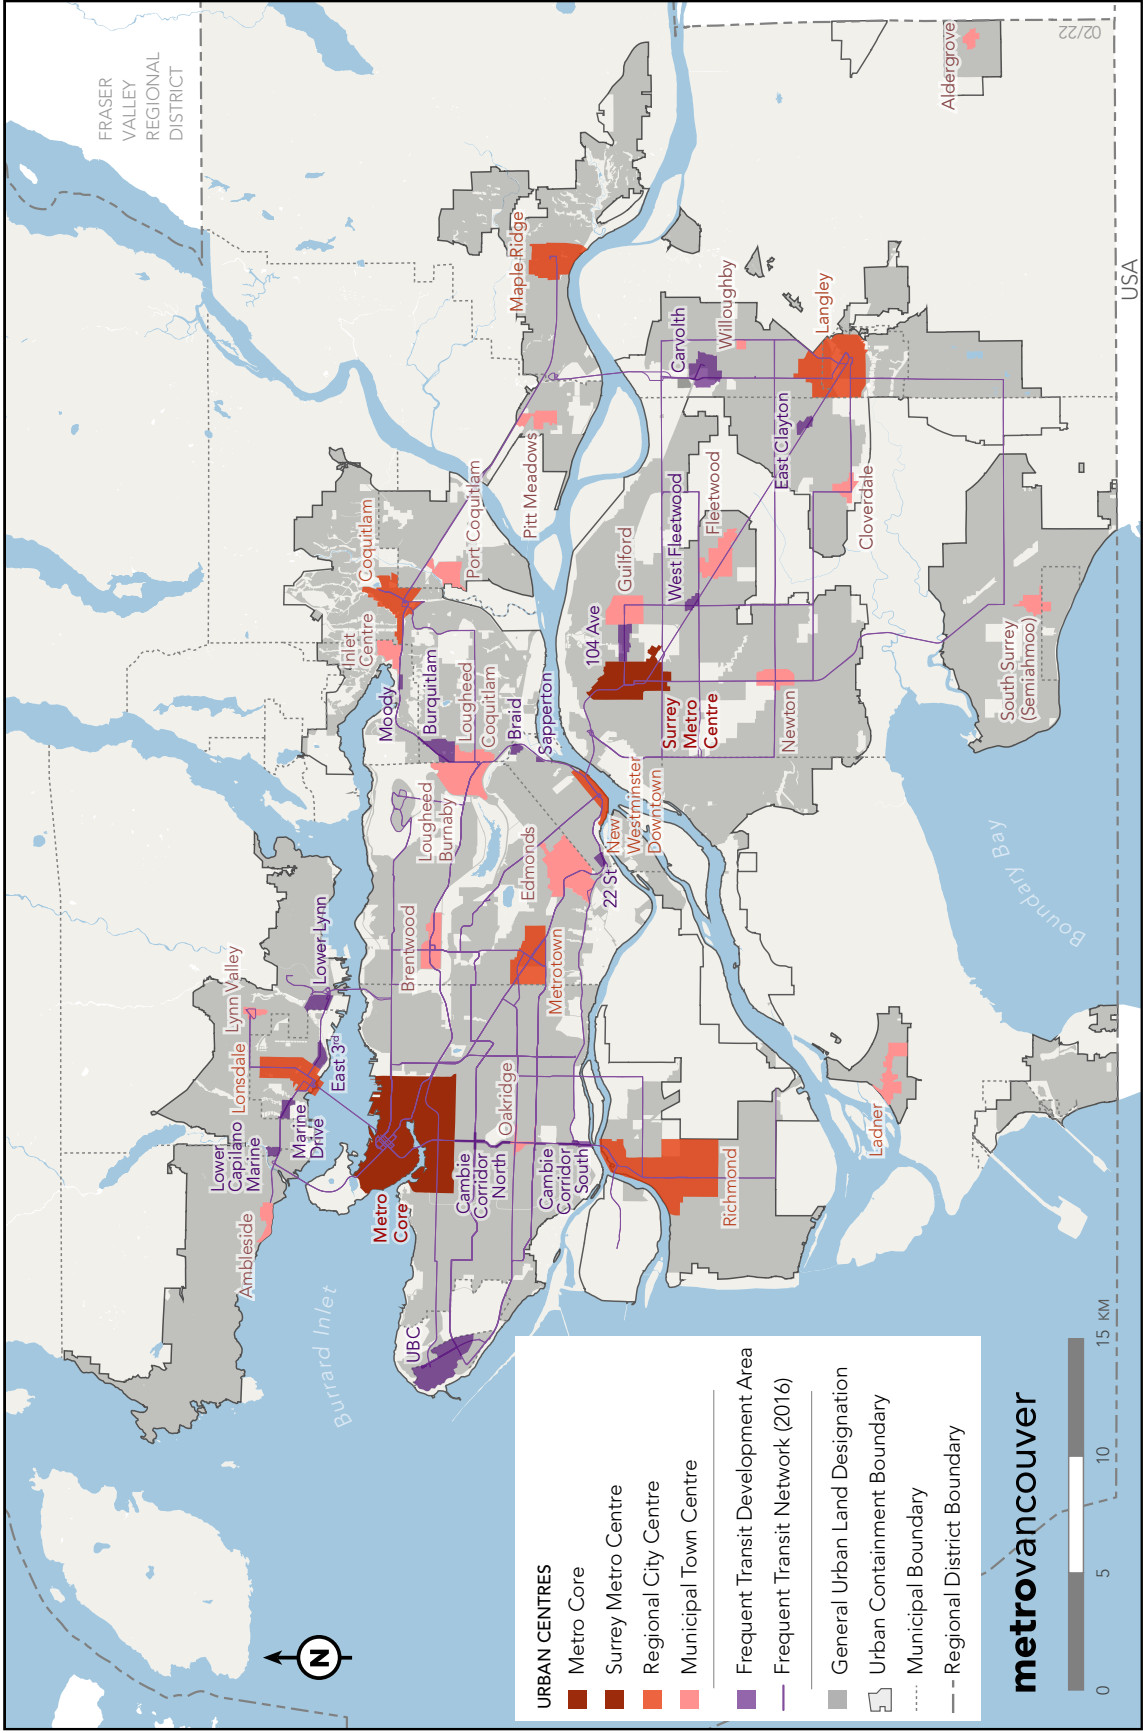 FRASER
VALLEY
REGIONAL
DISTRICT
02/22
Aldergrove
USA
Lynn Valley
Lonsdale
Lower Lynn
East 3rd
Marine
Drive
Lower
Capilano
Marine
Ambleside
Burrard Inlet
Metro
Core
UBC
Cambie
Corridor
North
Cambie
Corridor
South
Oakridge
Brentwood
Metrotown
Edmonds
22 St
Lougheed
Burnaby
Lougheed
Coquitlam
Burquitlam
Moody
Inlet
Centre
Coquitlam
Port Coquitlam
Braid
Sapperton
New
Westminster
Downtown
Pitt Meadows
Maple Ridge
104 Ave
Guilford
Surrey
Metro
Centre
West Fleetwood
Fleetwood
Newton
Carvolth
Willoughby
Langley
East Clayton
Cloverdale
South Surrey
(Semiahmoo)
Richmond
Ladner
Boundary Bay
N
URBAN CENTRES
Metro Core
Surrey Metro Centre
Regional City Centre
Municipal Town Centre
Frequent Transit Development Area
Frequent Transit Network (2016)
General Urban Land Designation
Urban Containment Boundary
Municipal Boundary
Regional District Boundary
metrovancouver
0 5 10 15 KM